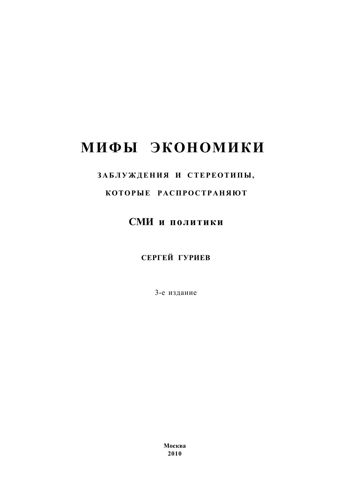 МИФЫ ЭКОНОМИКИ
ЗАБЛУЖДЕНИЯ И СТЕРЕОТИПЫ,
КОТОРЫЕ РАСПРОСТРАНЯЮТ
СМИ и политики
СЕРГЕЙ ГУРИЕВ
3-е издание
Москва
2010